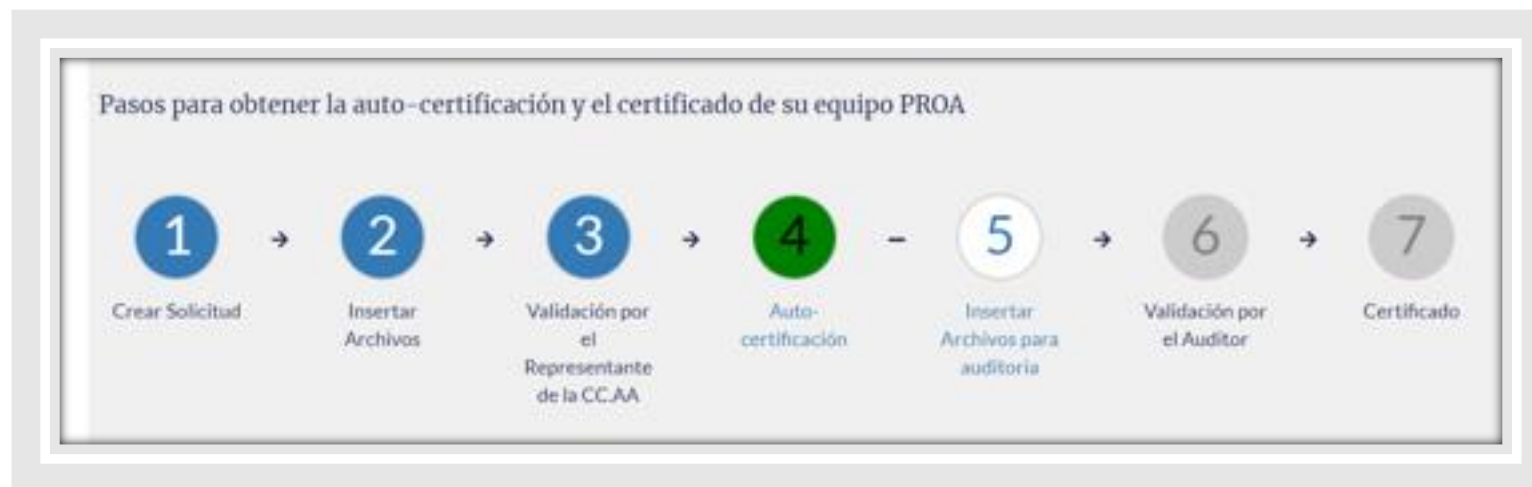 Pasos para obtener la auto-certificación y el certificado de su equipo PROA
1 → 2 → 3 → 4 – 5 → 6 → 7
Crear Solicitud
Insertar
Archivos
Validación por
el
Representante
de la CC.AA
Auto-
certificación
Insertar
Archivos para
auditoria
Validación por
el Auditor
Certificado